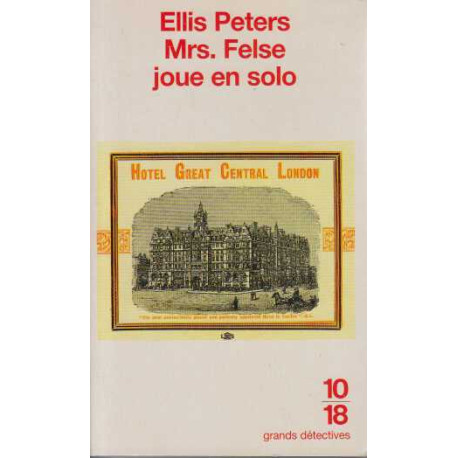 Ellis Peters
Mrs. Felse
joue en solo
HOTEL GREAT CENTRAL LONDON
10
18
grands détectives